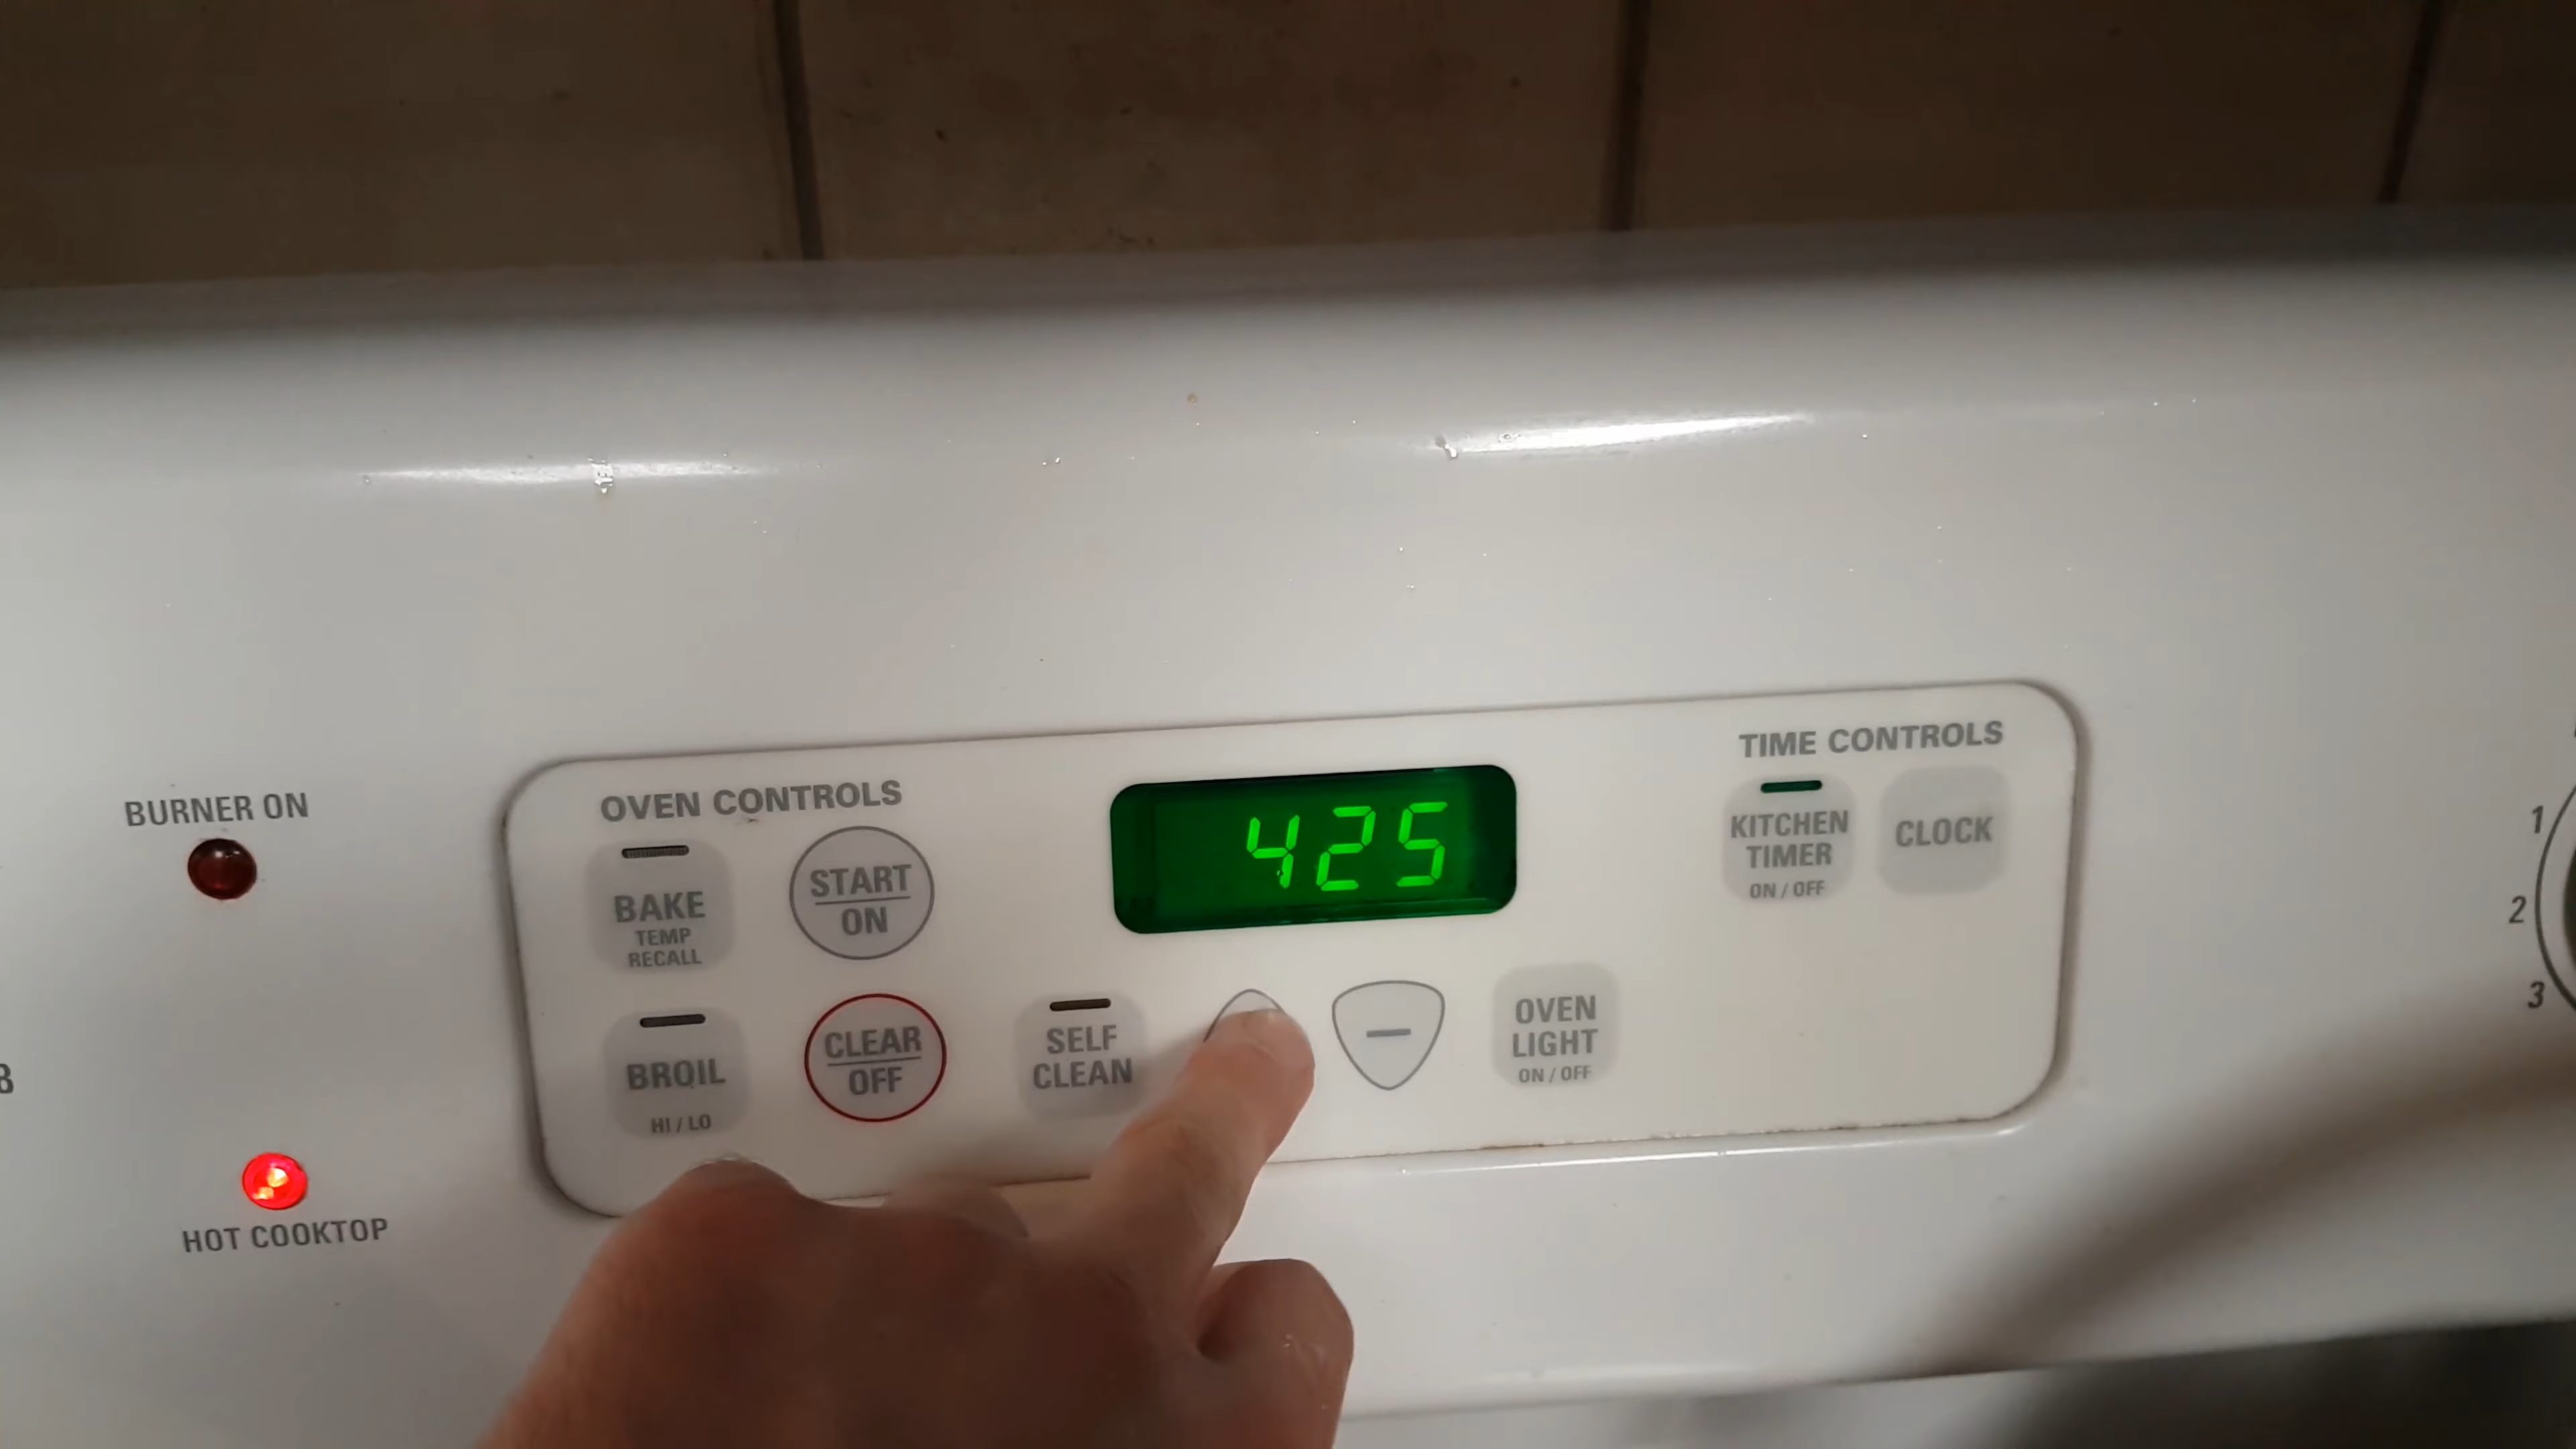 BURNER ON
HOT COOKTOP
OVEN CONTROLS
BAKE
TEMP
RECALL
START
ON
BROIL
HI / LO
CLEAR
OFF
SELF
CLEAN
425
OVEN
LIGHT
ON / OFF
TIME CONTROLS
KITCHEN
TIMER
ON / OFF
CLOCK
1
2
3